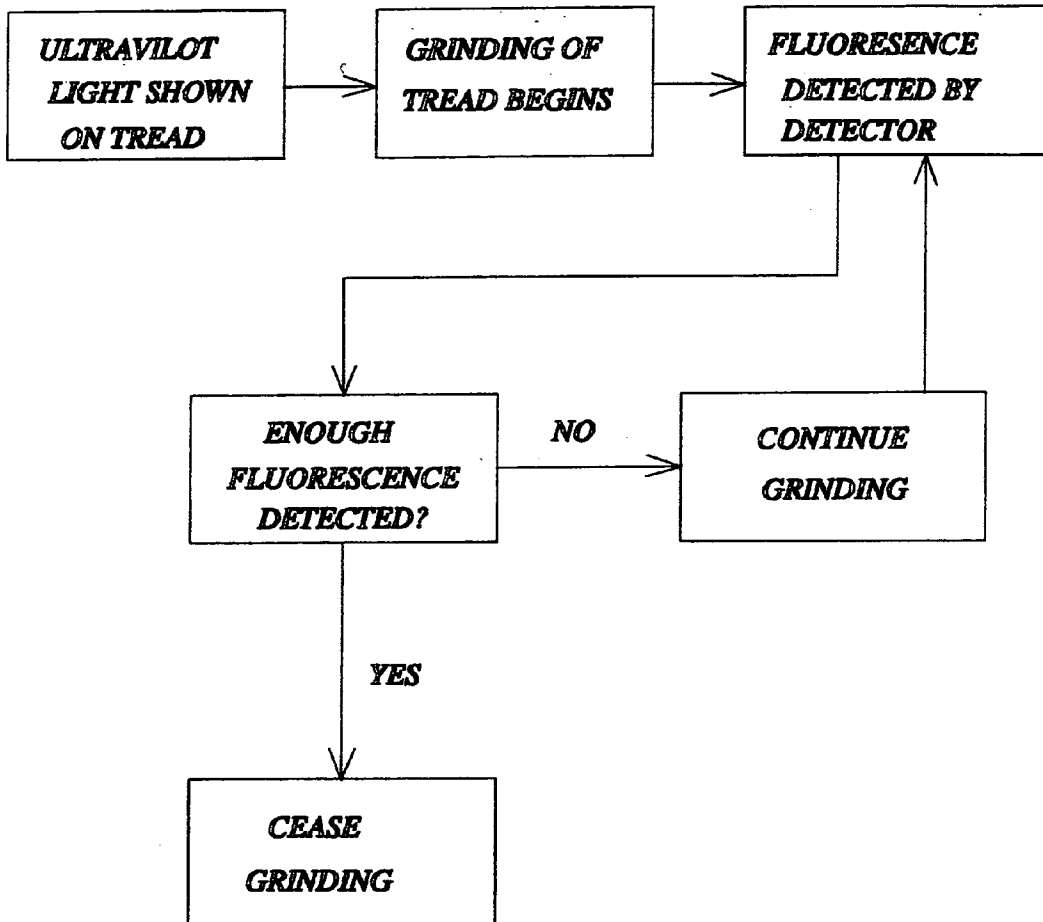 ULTRAVILOT
LIGHT SHOWN
ON TREAD
GRINDING OF
TREAD BEGINS
FLUORESENCE
DETECTED BY
DETECTOR
ENOUGH
FLUORESCENCE
DETECTED?
NO
CONTINUE
GRINDING
YES
CEASE
GRINDING